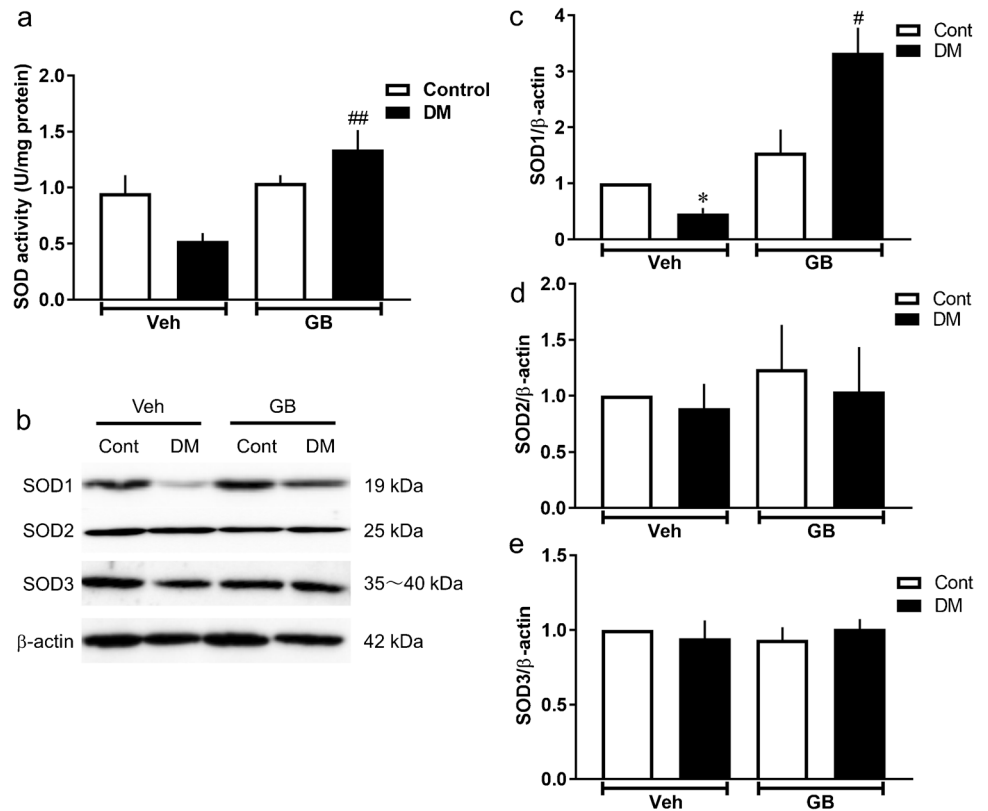 a
SOD activity (U/mg protein)
2.0
1.5
1.0
0.5
0.0
Control
DM
##
Veh
GB
b
Veh
GB
Cont
DM
Cont
DM
SOD1
19 kDa
SOD2
25 kDa
SOD3
35～40 kDa
β-actin
42 kDa
c
SOD1/β-actin
4
3
2
1
0
Cont
DM
*
#
Veh
GB
d
SOD2/β-actin
2.0
1.5
1.0
0.5
0.0
Cont
DM
Veh
GB
e
SOD3/β-actin
1.5
1.0
0.5
0.0
Cont
DM
Veh
GB